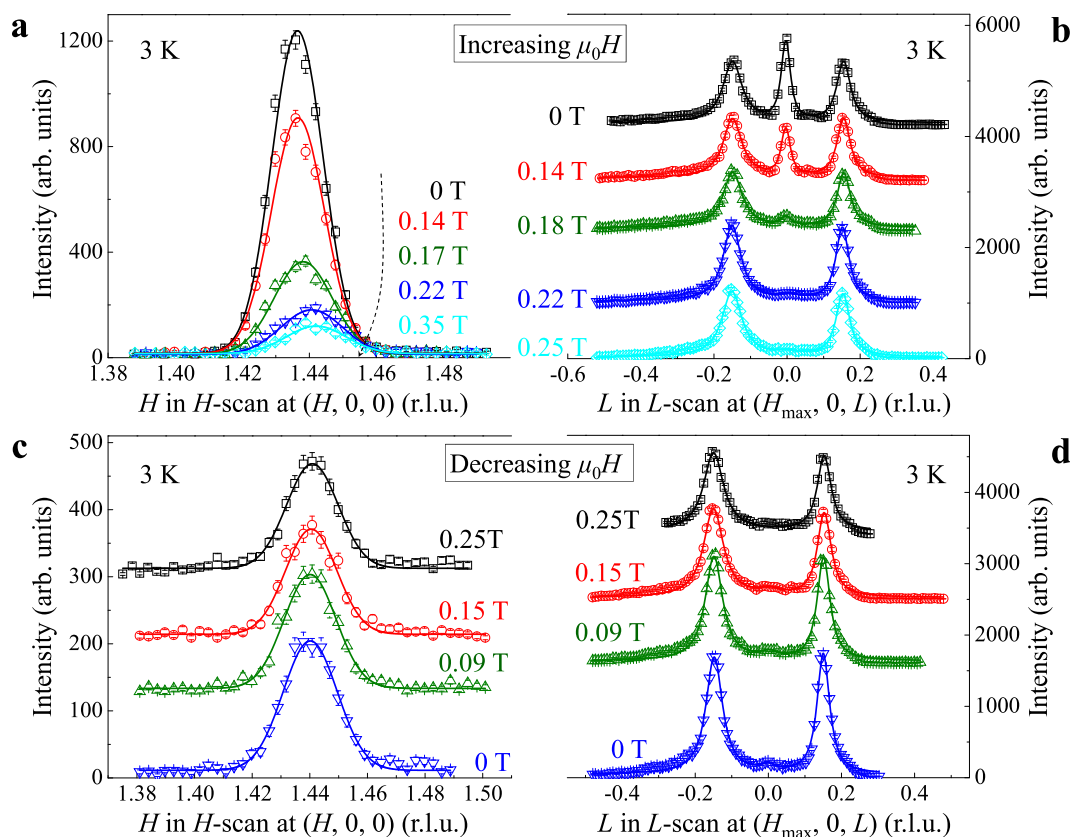 a
3 K
Increasing μ0H
3 K
b
Intensity (arb. units)
1200
800
400
0
0 T
0.14 T
0.17 T
0.22 T
0.35 T
1.38 1.40 1.42 1.44 1.46 1.48
H in H-scan at (H, 0, 0) (r.l.u.)
0 T
0.14 T
0.18 T
0.22 T
0.25 T
6000
4000
2000
0
Intensity (arb. units)
-0.6 -0.4 -0.2 0.0 0.2 0.4
L in L-scan at (Hmax, 0, L) (r.l.u.)
c
3 K
Decreasing μ0H
3 K
d
Intensity (arb. units)
500
400
300
200
100
0
0.25T
0.15 T
0.09 T
0 T
1.38 1.40 1.42 1.44 1.46 1.48 1.50
H in H-scan at (H, 0, 0) (r.l.u.)
0.25T
0.15 T
0.09 T
0 T
4000
3000
2000
1000
0
Intensity (arb. units)
-0.4 -0.2 0.0 0.2 0.4
L in L-scan at (Hmax, 0, L) (r.l.u.)